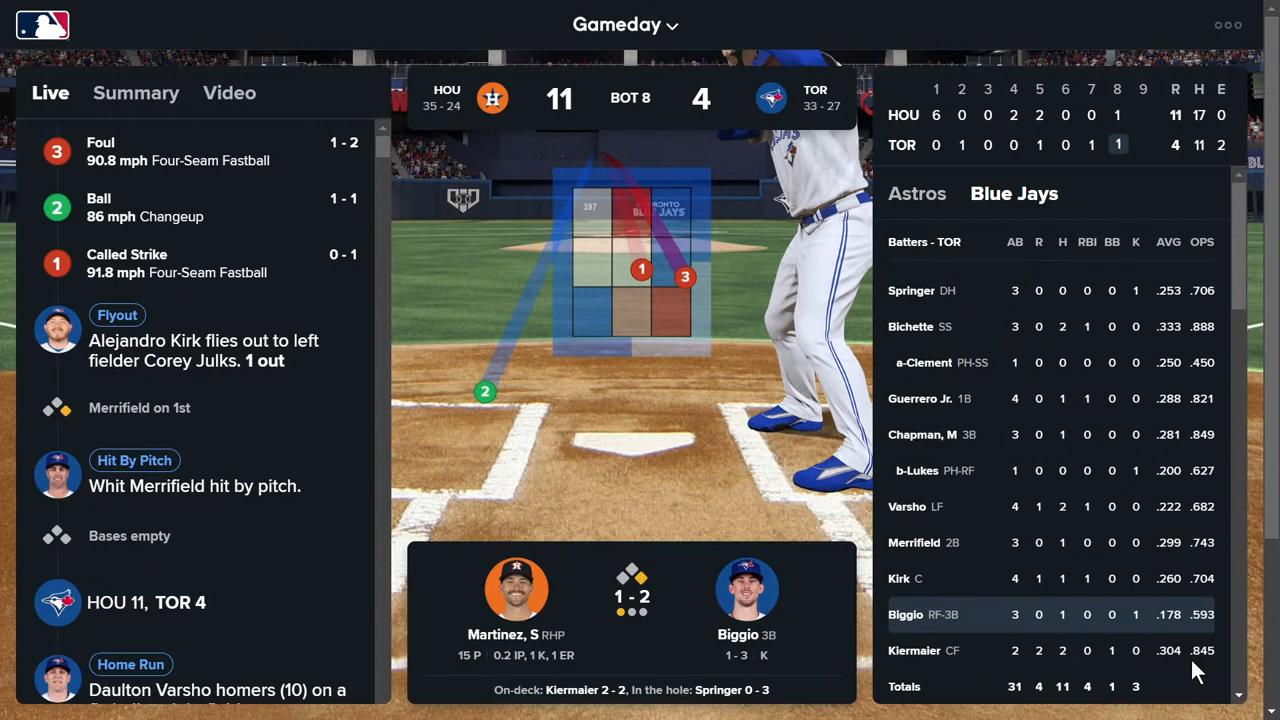 Gameday
Live Summary Video
3 Foul 1 - 2
90.8 mph Four-Seam Fastball
2 Ball 1 - 1
86 mph Changeup
1 Called Strike 0 - 1
91.8 mph Four-Seam Fastball
Flyout
Alejandro Kirk flies out to left
fielder Corey Julks. 1 out
Merrifield on 1st
Hit By Pitch
Whit Merrifield hit by pitch.
Bases empty
HOU 11, TOR 4
Home Run
Daulton Varsho homers (10) on a
HOU 11 BOT 8 4 TOR
35 - 24 33 - 27
397
TORONTO
BLUE JAYS
1
3
2
Martinez, S RHP
15 P 0.2 IP, 1 K, 1 ER
1 - 2
Biggio 3B
1 - 3 K
On-deck: Kiermaier 2 - 2, In the hole: Springer 0 - 3
1 2 3 4 5 6 7 8 9 R H E
HOU 6 0 0 2 2 0 0 1 11 17 0
TOR 0 1 0 0 1 0 1 1 4 11 2
Astros Blue Jays
Batters - TOR AB R H RBI BB K AVG OPS
Springer DH 3 0 0 0 0 1 .253 .706
Bichette SS 3 0 2 1 0 0 .333 .888
a-Clement PH-SS 1 0 0 0 0 0 .250 .450
Guerrero Jr. 1B 4 0 1 1 0 0 .288 .821
Chapman, M 3B 3 0 1 0 0 0 .281 .849
b-Lukes PH-RF 1 0 0 0 0 1 .200 .627
Varsho LF 4 1 2 1 0 0 .222 .682
Merrifield 2B 3 0 1 0 0 0 .299 .743
Kirk C 4 1 1 1 0 0 .260 .704
Biggio RF-3B 3 0 1 0 0 1 .178 .593
Kiermaier CF 2 2 2 0 1 0 .304 .845
Totals 31 4 11 4 1 3